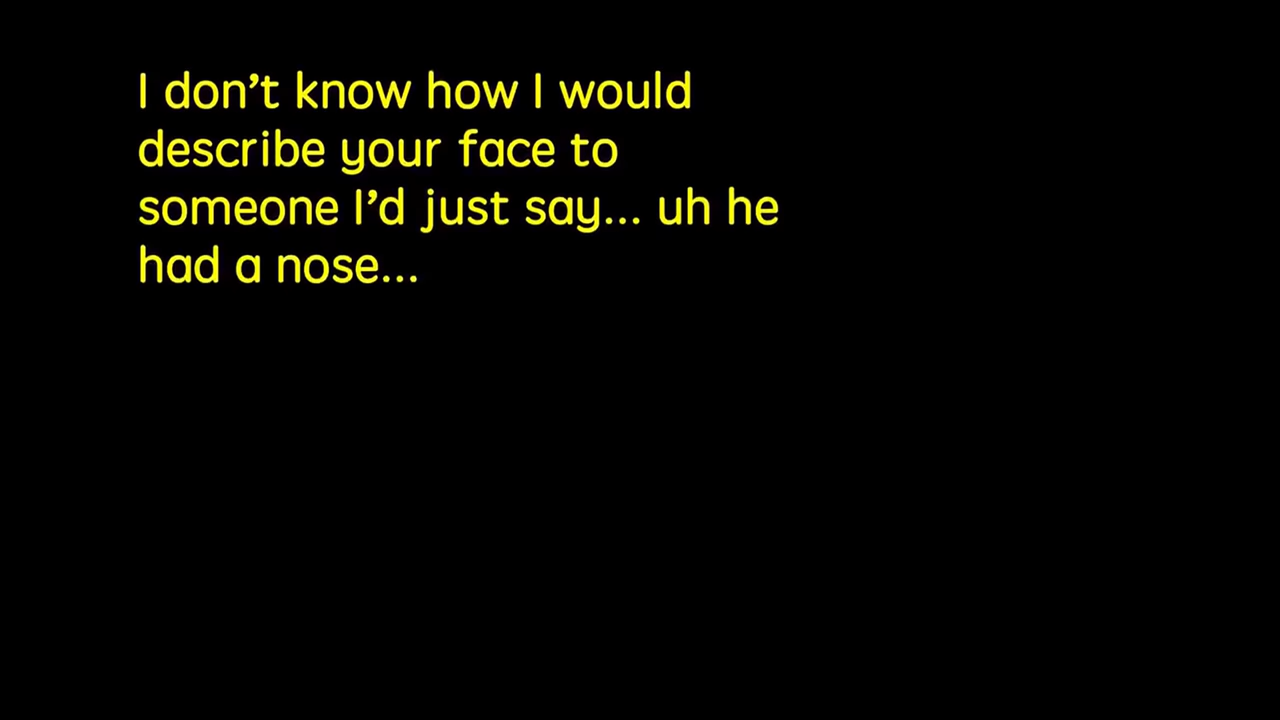 I don’t know how I would
describe your face to
someone I’d just say... uh he
had a nose...